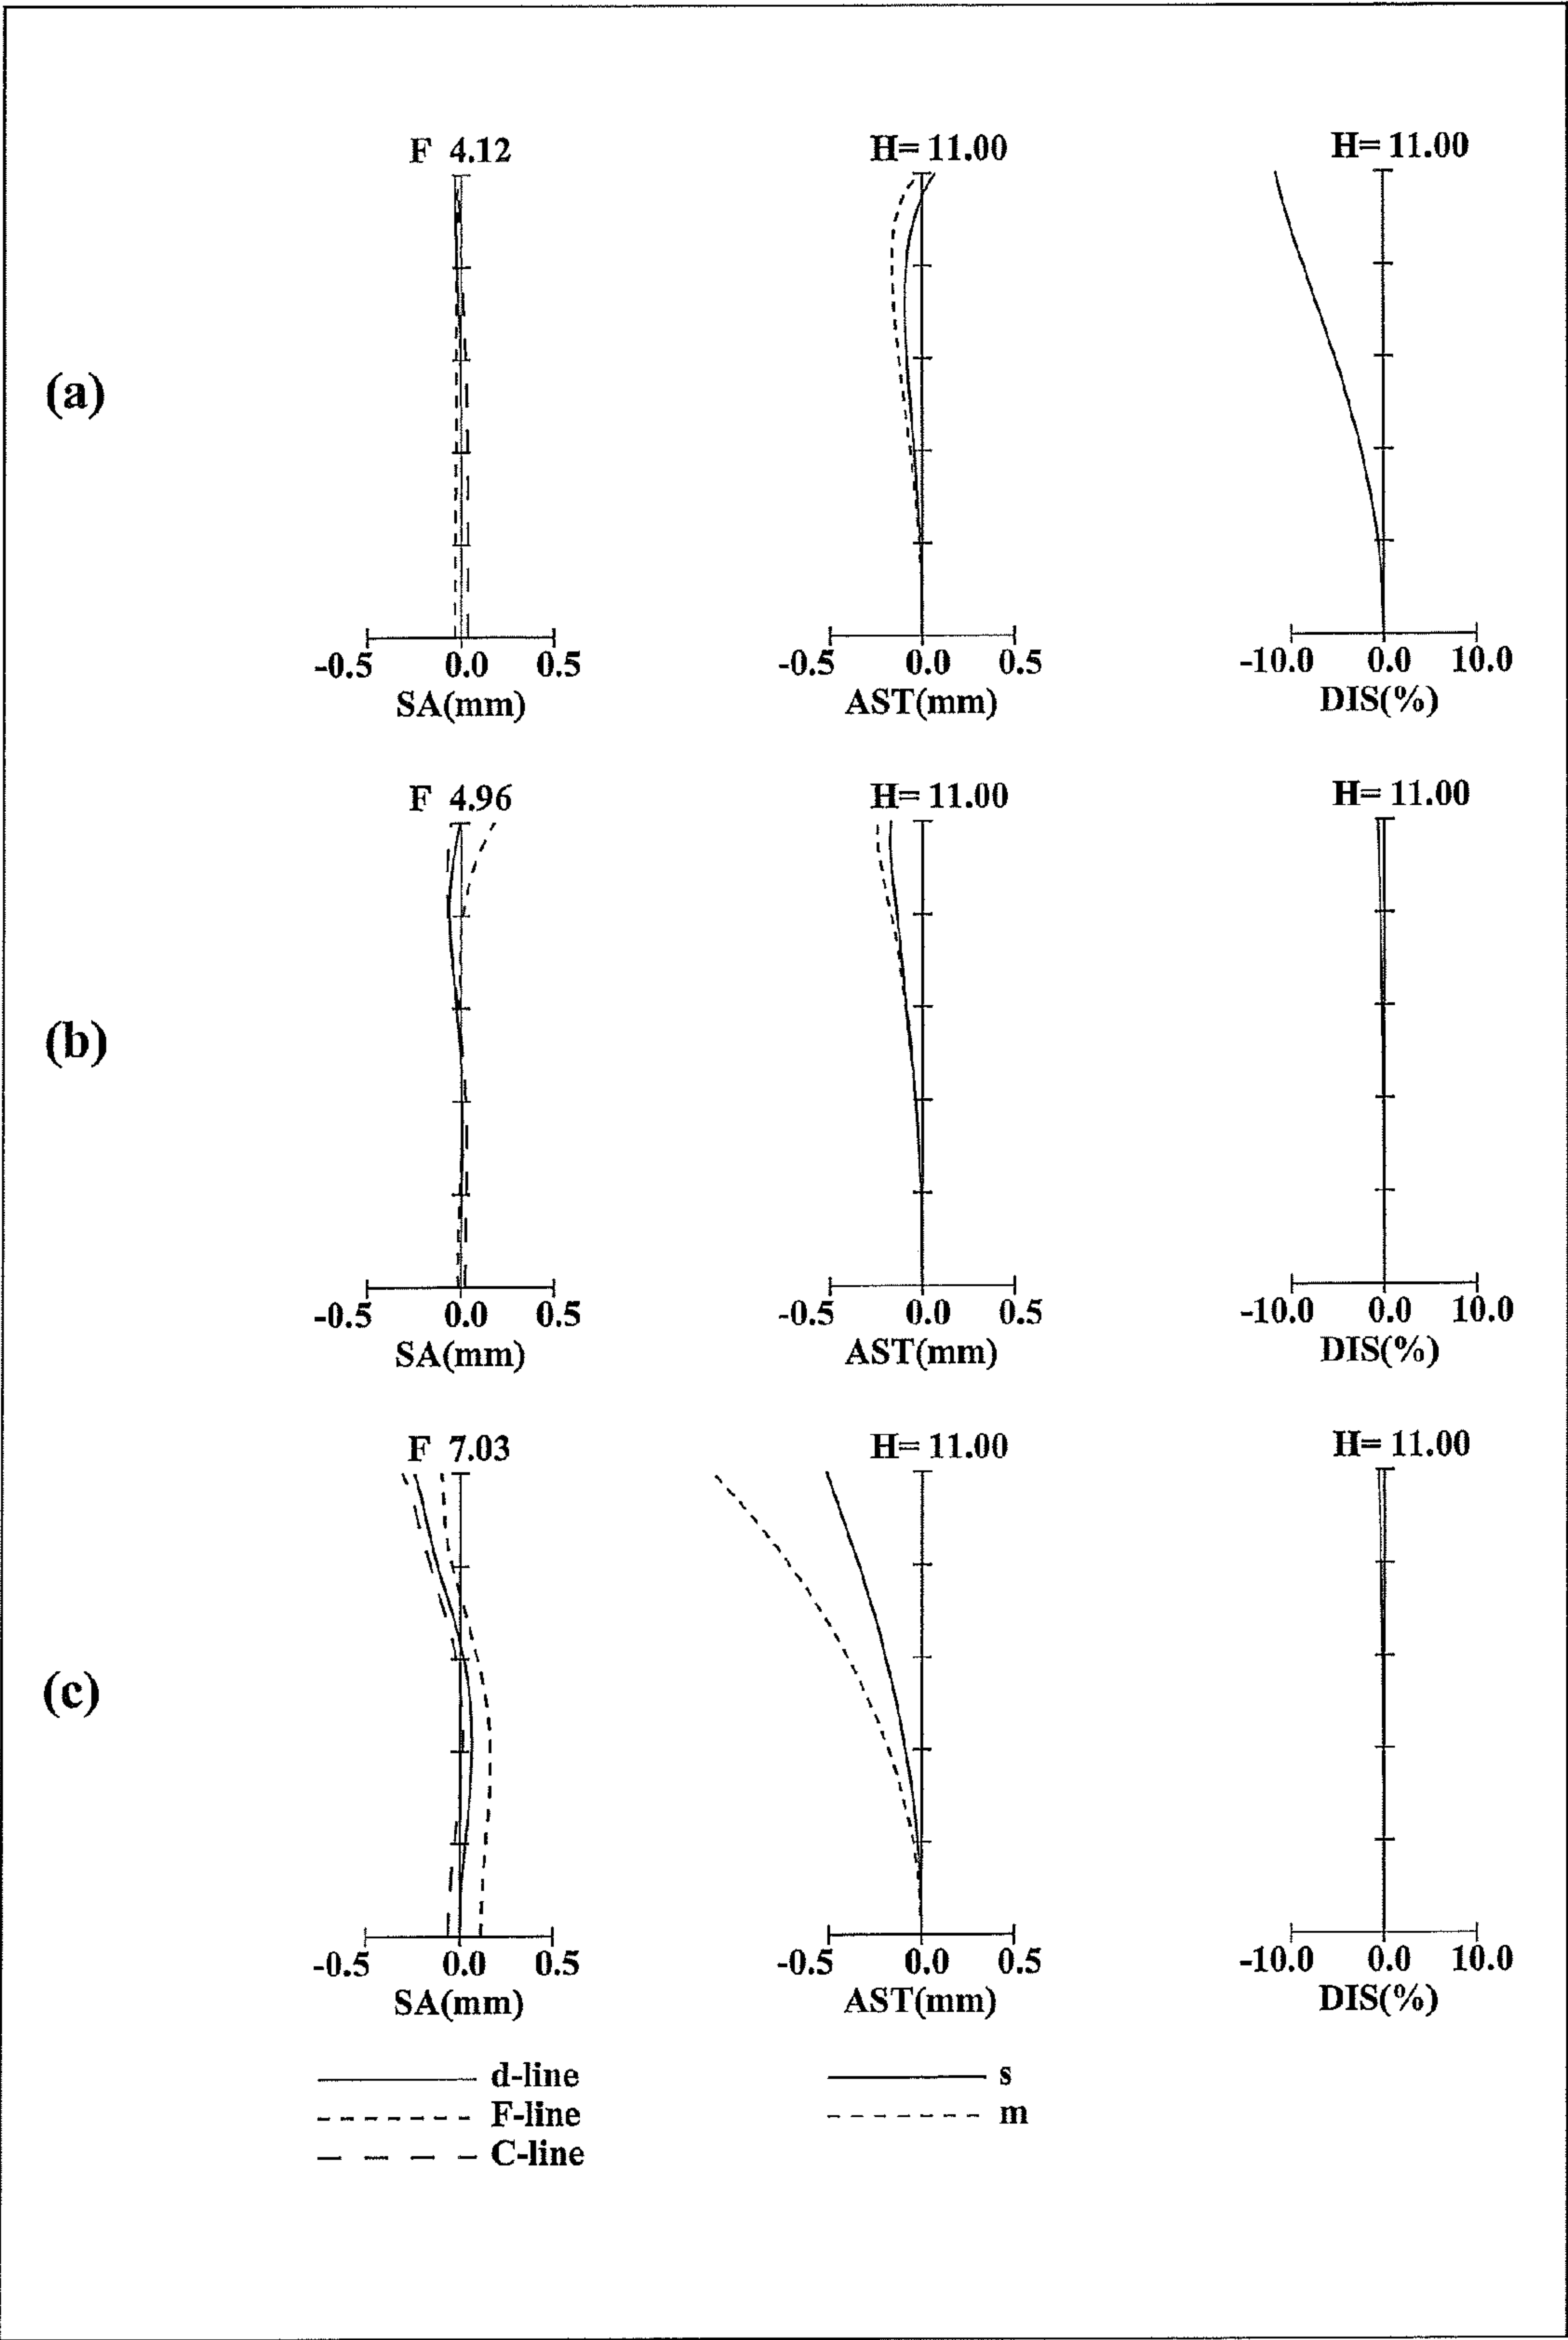 F 4.12 H= 11.00 H= 11.00
(a)
-0.5 0.0 0.5 -0.5 0.0 0.5 -10.0 0.0 10.0
SA(mm) AST(mm) DIS(%)
F 4.96 H= 11.00 H= 11.00
(b)
-0.5 0.0 0.5 -0.5 0.0 0.5 -10.0 0.0 10.0
SA(mm) AST(mm) DIS(%)
F 7.03 H= 11.00 H= 11.00
(c)
-0.5 0.0 0.5 -0.5 0.0 0.5 -10.0 0.0 10.0
SA(mm) AST(mm) DIS(%)
d-line s
F-line m
C-line